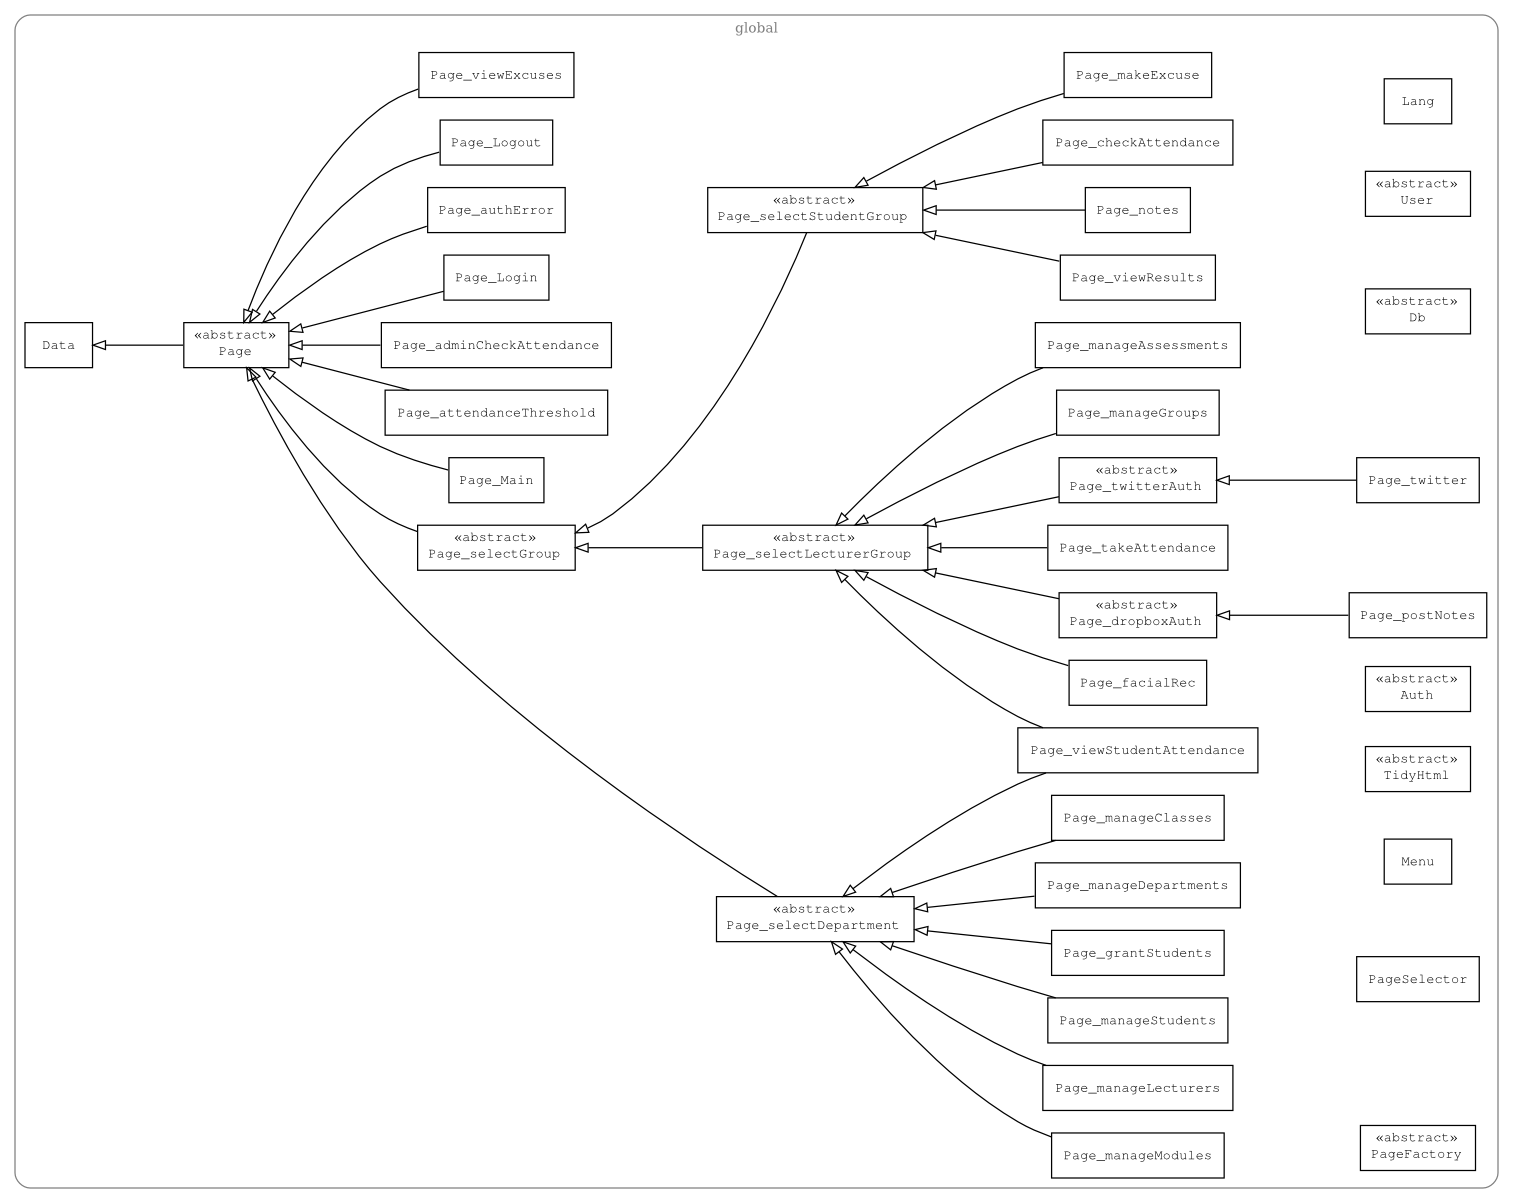 global
Page_viewExcuses
Page_Logout
Page_authError
Page_Login
Data
«abstract»
Page
Page_adminCheckAttendance
Page_attendanceThreshold
Page_Main
«abstract»
Page_selectGroup
«abstract»
Page_selectStudentGroup
«abstract»
Page_selectLecturerGroup
«abstract»
Page_selectDepartment
Page_makeExcuse
Page_checkAttendance
Page_notes
Page_viewResults
Page_manageAssessments
Page_manageGroups
«abstract»
Page_twitterAuth
Page_takeAttendance
«abstract»
Page_dropboxAuth
Page_facialRec
Page_viewStudentAttendance
Page_manageClasses
Page_manageDepartments
Page_grantStudents
Page_manageStudents
Page_manageLecturers
Page_manageModules
Lang
«abstract»
User
«abstract»
Db
Page_twitter
Page_postNotes
«abstract»
Auth
«abstract»
TidyHtml
Menu
PageSelector
«abstract»
PageFactory